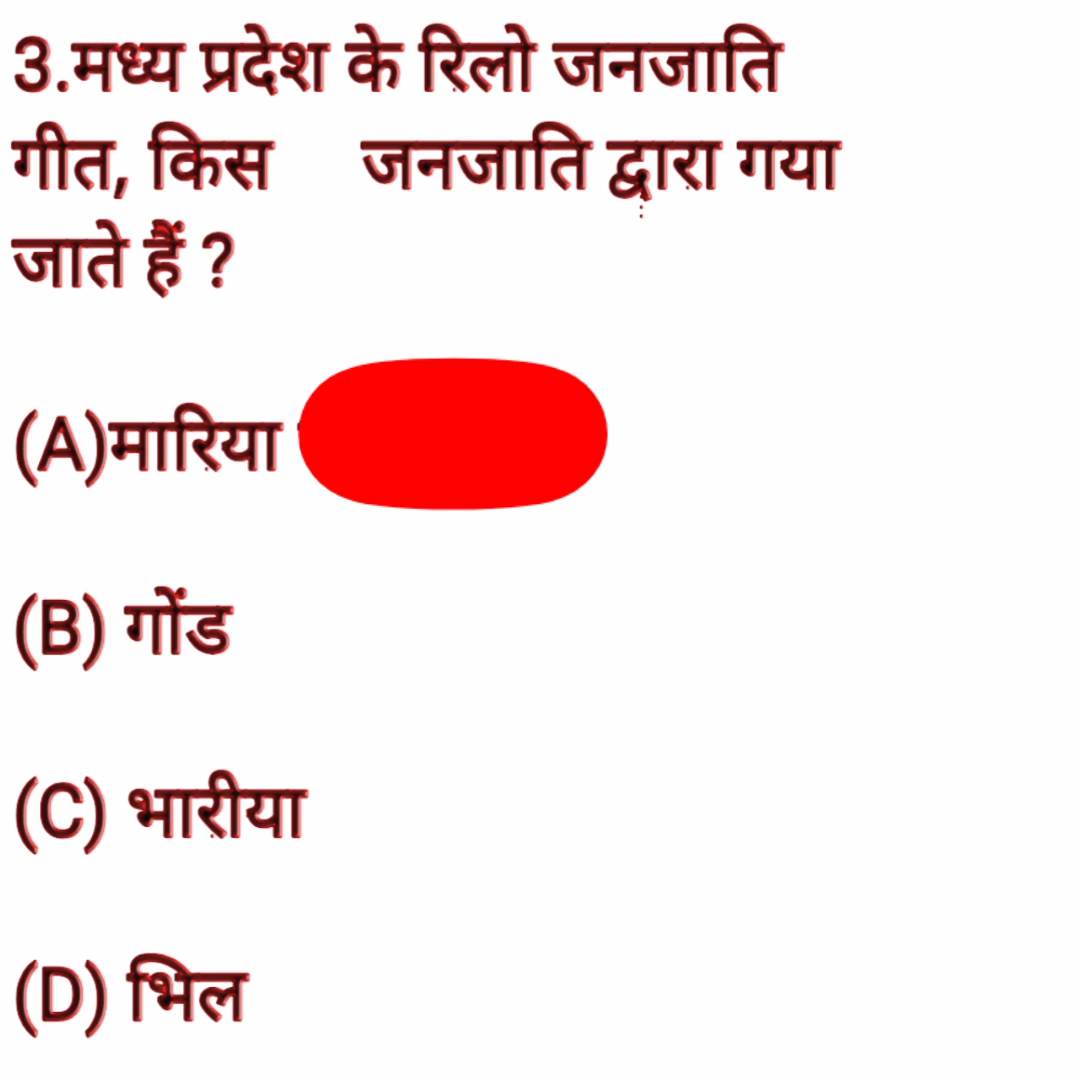 3.मध्य प्रदेश के रिलो जनजाति
गीत, किस जनजाति द्वारा गया
जाते हैं ?
(A)मारिया
(B) गोंड
(C) भारीया
(D) भिल